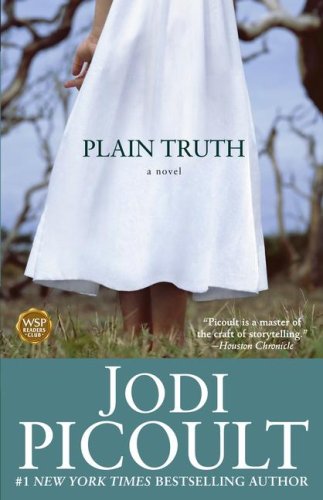 PLAIN TRUTH
a novel
WSP
READERS
CLUB
"Picoult is a master
of the craft of storytelling."
—Houston Chronicle
JODI
PICOULT
#1 NEW YORK TIMES BESTSELLING AUTHOR